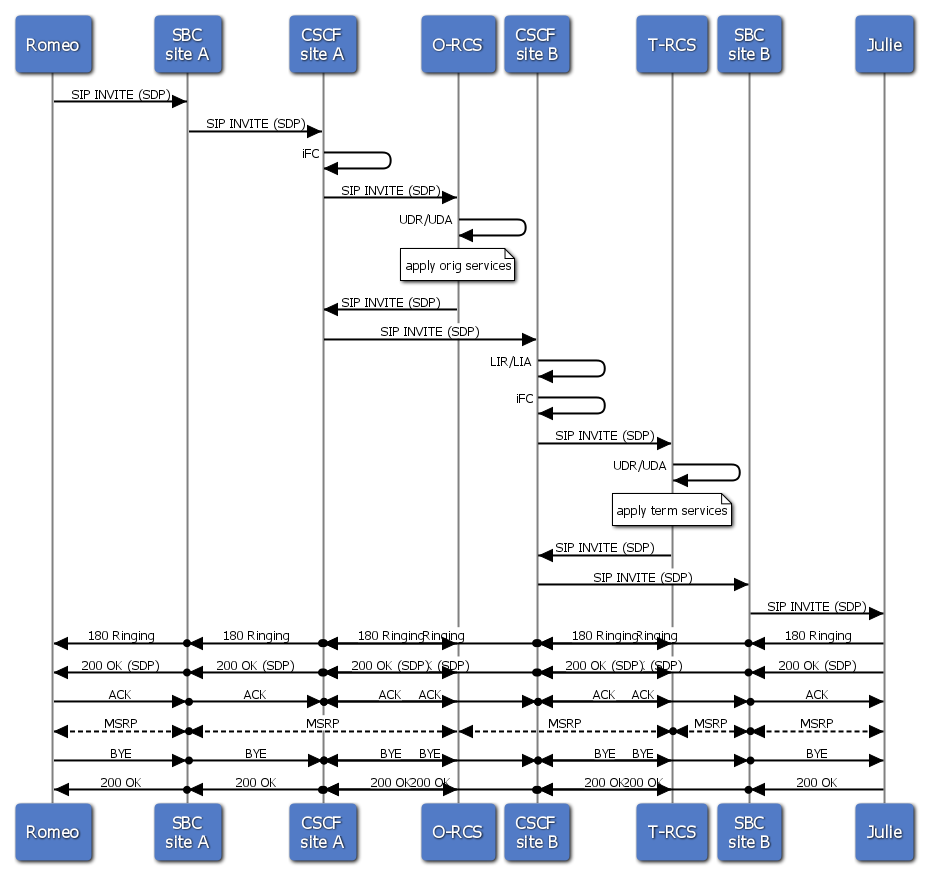 Romeo
SBC
site A
CSCF
site A
O-RCS
CSCF
site B
T-RCS
SBC
site B
Julie
SIP INVITE (SDP)
SIP INVITE (SDP)
iFC
SIP INVITE (SDP)
UDR/UDA
apply orig services
SIP INVITE (SDP)
SIP INVITE (SDP)
LIR/LIA
iFC
SIP INVITE (SDP)
UDR/UDA
apply term services
SIP INVITE (SDP)
SIP INVITE (SDP)
SIP INVITE (SDP)
180 Ringing
180 Ringing
180 Ringing
Ringing
180 Ringing
Ringing
180 Ringing
200 OK (SDP)
200 OK (SDP)
200 OK (SDP)
(SDP)
200 OK (SDP)
(SDP)
200 OK (SDP)
ACK
ACK
ACK
ACK
ACK
ACK
ACK
MSRP
MSRP
MSRP
MSRP
MSRP
BYE
BYE
BYE
BYE
BYE
BYE
BYE
200 OK
200 OK
200 OK
200 OK
200 OK
200 OK
200 OK
Romeo
SBC
site A
CSCF
site A
O-RCS
CSCF
site B
T-RCS
SBC
site B
Julie